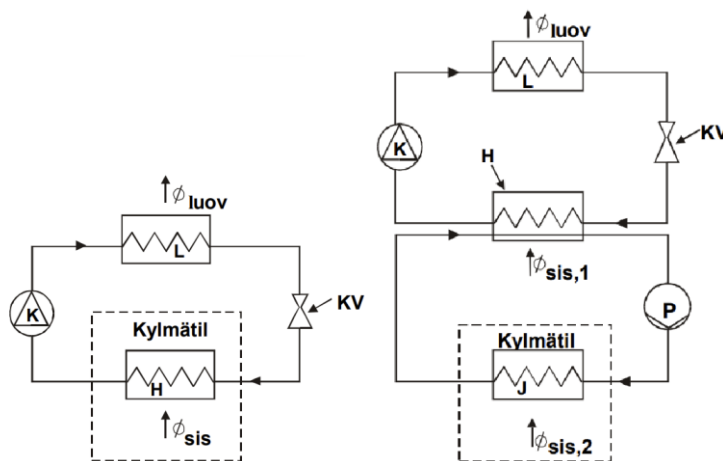 ϕluov
L
K
KV
Kylmätil
H
ϕsis
ϕluov
L
K
KV
H
ϕsis,1
P
Kylmätil
J
ϕsis,2